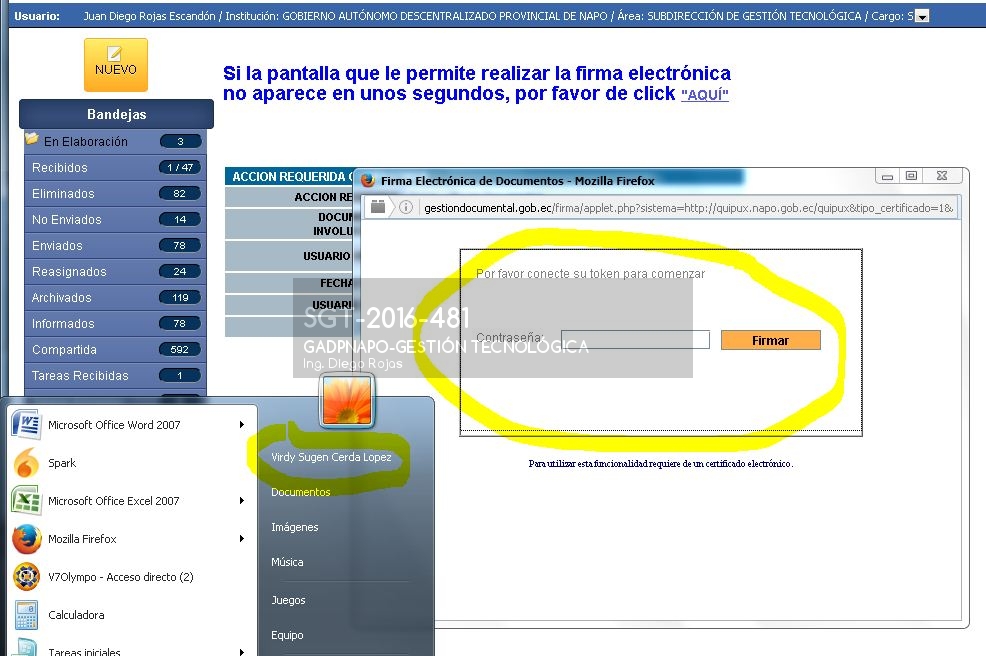 Usuario: Juan Diego Rojas Escandón / Institución: GOBIERNO AUTÓNOMO DESCENTRALIZADO PROVINCIAL DE NAPO / Área: SUBDIRECCIÓN DE GESTIÓN TECNOLÓGICA / Cargo: S
NUEVO
Si la pantalla que le permite realizar la firma electrónica
no aparece en unos segundos, por favor de click "AQUÍ"
Bandejas
En Elaboración 3
Recibidos 1 / 47
Eliminados 82
No Enviados 14
Enviados 78
Reasignados 24
Archivados 119
Informados 78
Compartida 592
Tareas Recibidas 1
ACCION REQUERIDA
ACCION RE
DOCUM
INVOLU
USUARIO
FECHA
USUARI
Firma Electrónica de Documentos - Mozilla Firefox
gestiondocumental.gob.ec/firma/applet.php?sistema=http://quipux.napo.gob.ec/quipux&tipo_certificado=1&
Por favor conecte su token para comenzar
Contraseña:
Firmar
Para utilizar esta funcionalidad requiere de un certificado electrónico.
SGT-2016-481
GADPNAPO-GESTIÓN TECNOLÓGICA
Ing. Diego Rojas
Microsoft Office Word 2007
Spark
Microsoft Office Excel 2007
Mozilla Firefox
V7Olympo - Acceso directo (2)
Calculadora
Tareas iniciales
Virdy Sugen Cerda Lopez
Documentos
Imágenes
Música
Juegos
Equipo